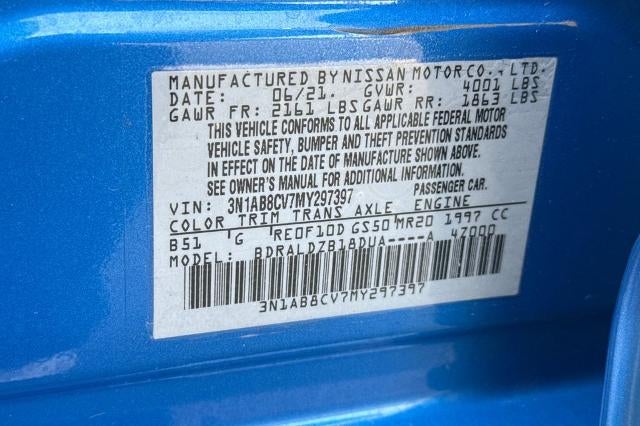 MANUFACTURED BY NISSAN MOTOR CO., LTD.
DATE: 06/21. GVWR: 4001 LBS
GAWR FR: 2161 LBS GAWR RR: 1863 LBS
THIS VEHICLE CONFORMS TO ALL APPLICABLE FEDERAL MOTOR
VEHICLE SAFETY, BUMPER AND THEFT PREVENTION STANDARDS
IN EFFECT ON THE DATE OF MANUFACTURE SHOWN ABOVE.
SEE OWNER'S MANUAL FOR ADDITIONAL INFORMATION.
VIN: 3N1AB8CV7MY297397 PASSENGER CAR.
COLOR TRIM TRANS AXLE ENGINE
B51 G RE0F10D GS50 MR20 1997 CC
MODEL: BDRALDZB18DUA----A 47000
3N1AB8CV7MY297397